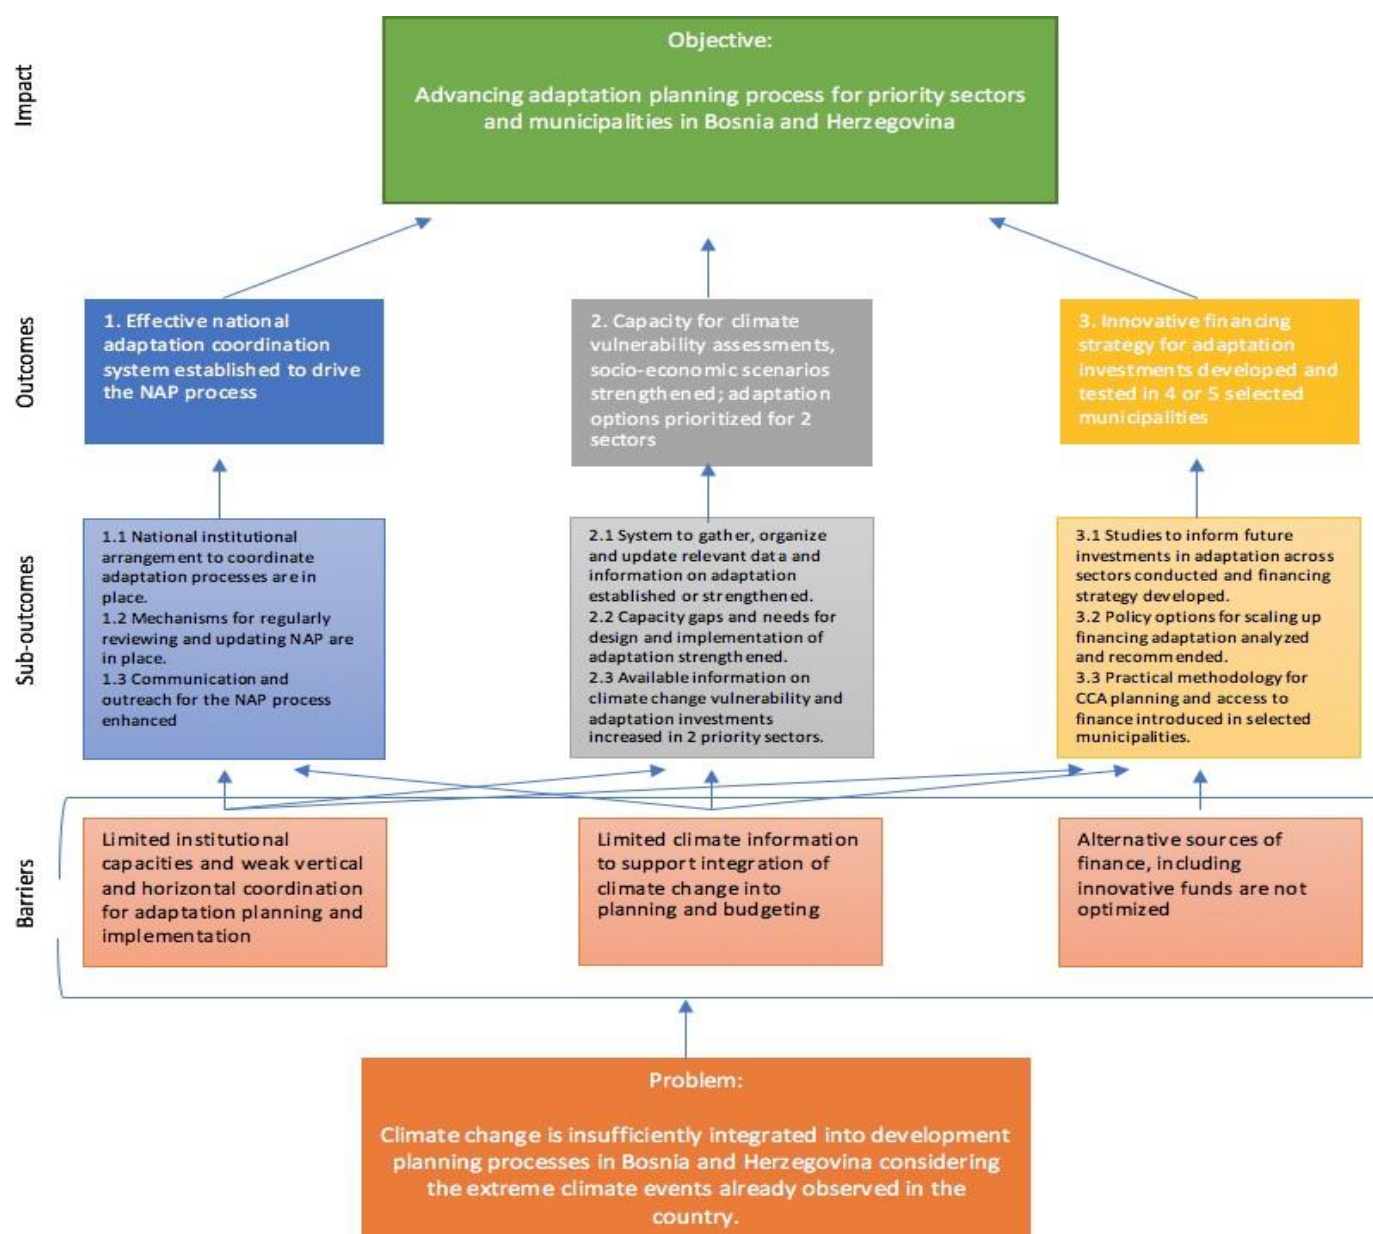 Impact
Objective:
Advancing adaptation planning process for priority sectors
and municipalities in Bosnia and Herzegovina
Outcomes
1. Effective national
adaptation coordination
system established to drive
the NAP process
2. Capacity for climate
vulnerability assessments,
socio-economic scenarios
strengthened; adaptation
options prioritized for 2
sectors
3. Innovative financing
strategy for adaptation
investments developed and
tested in 4 or 5 selected
municipalities
Sub-outcomes
1.1 National institutional
arrangement to coordinate
adaptation processes are in
place.
1.2 Mechanisms for regularly
reviewing and updating NAP are
in place.
1.3 Communication and
outreach for the NAP process
enhanced
2.1 System to gather, organize
and update relevant data and
information on adaptation
established or strengthened.
2.2 Capacity gaps and needs for
design and implementation of
adaptation strengthened.
2.3 Available information on
climate change vulnerability and
adaptation investments
increased in 2 priority sectors.
3.1 Studies to inform future
investments in adaptation across
sectors conducted and financing
strategy developed.
3.2 Policy options for scaling up
financing adaptation analyzed
and recommended.
3.3 Practical methodology for
CCA planning and access to
finance introduced in selected
municipalities.
Barriers
Limited institutional
capacities and weak vertical
and horizontal coordination
for adaptation planning and
implementation
Limited climate information
to support integration of
climate change into
planning and budgeting
Alternative sources of
finance, including
innovative funds are not
optimized
Problem:
Climate change is insufficiently integrated into development
planning processes in Bosnia and Herzegovina considering
the extreme climate events already observed in the
country.